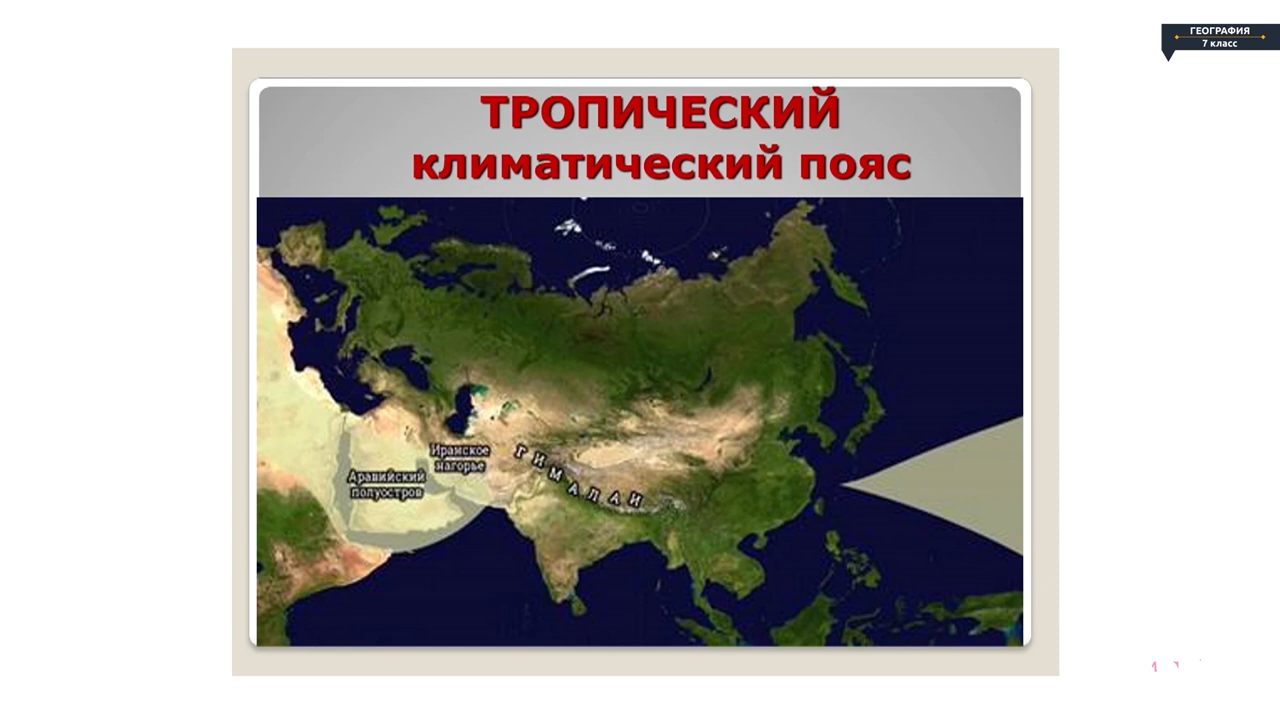 ГЕОГРАФИЯ
7 класс
ТРОПИЧЕСКИЙ
климатический пояс
Иранское
нагорье
Аравийский
полуостров
ГИМАЛАИ